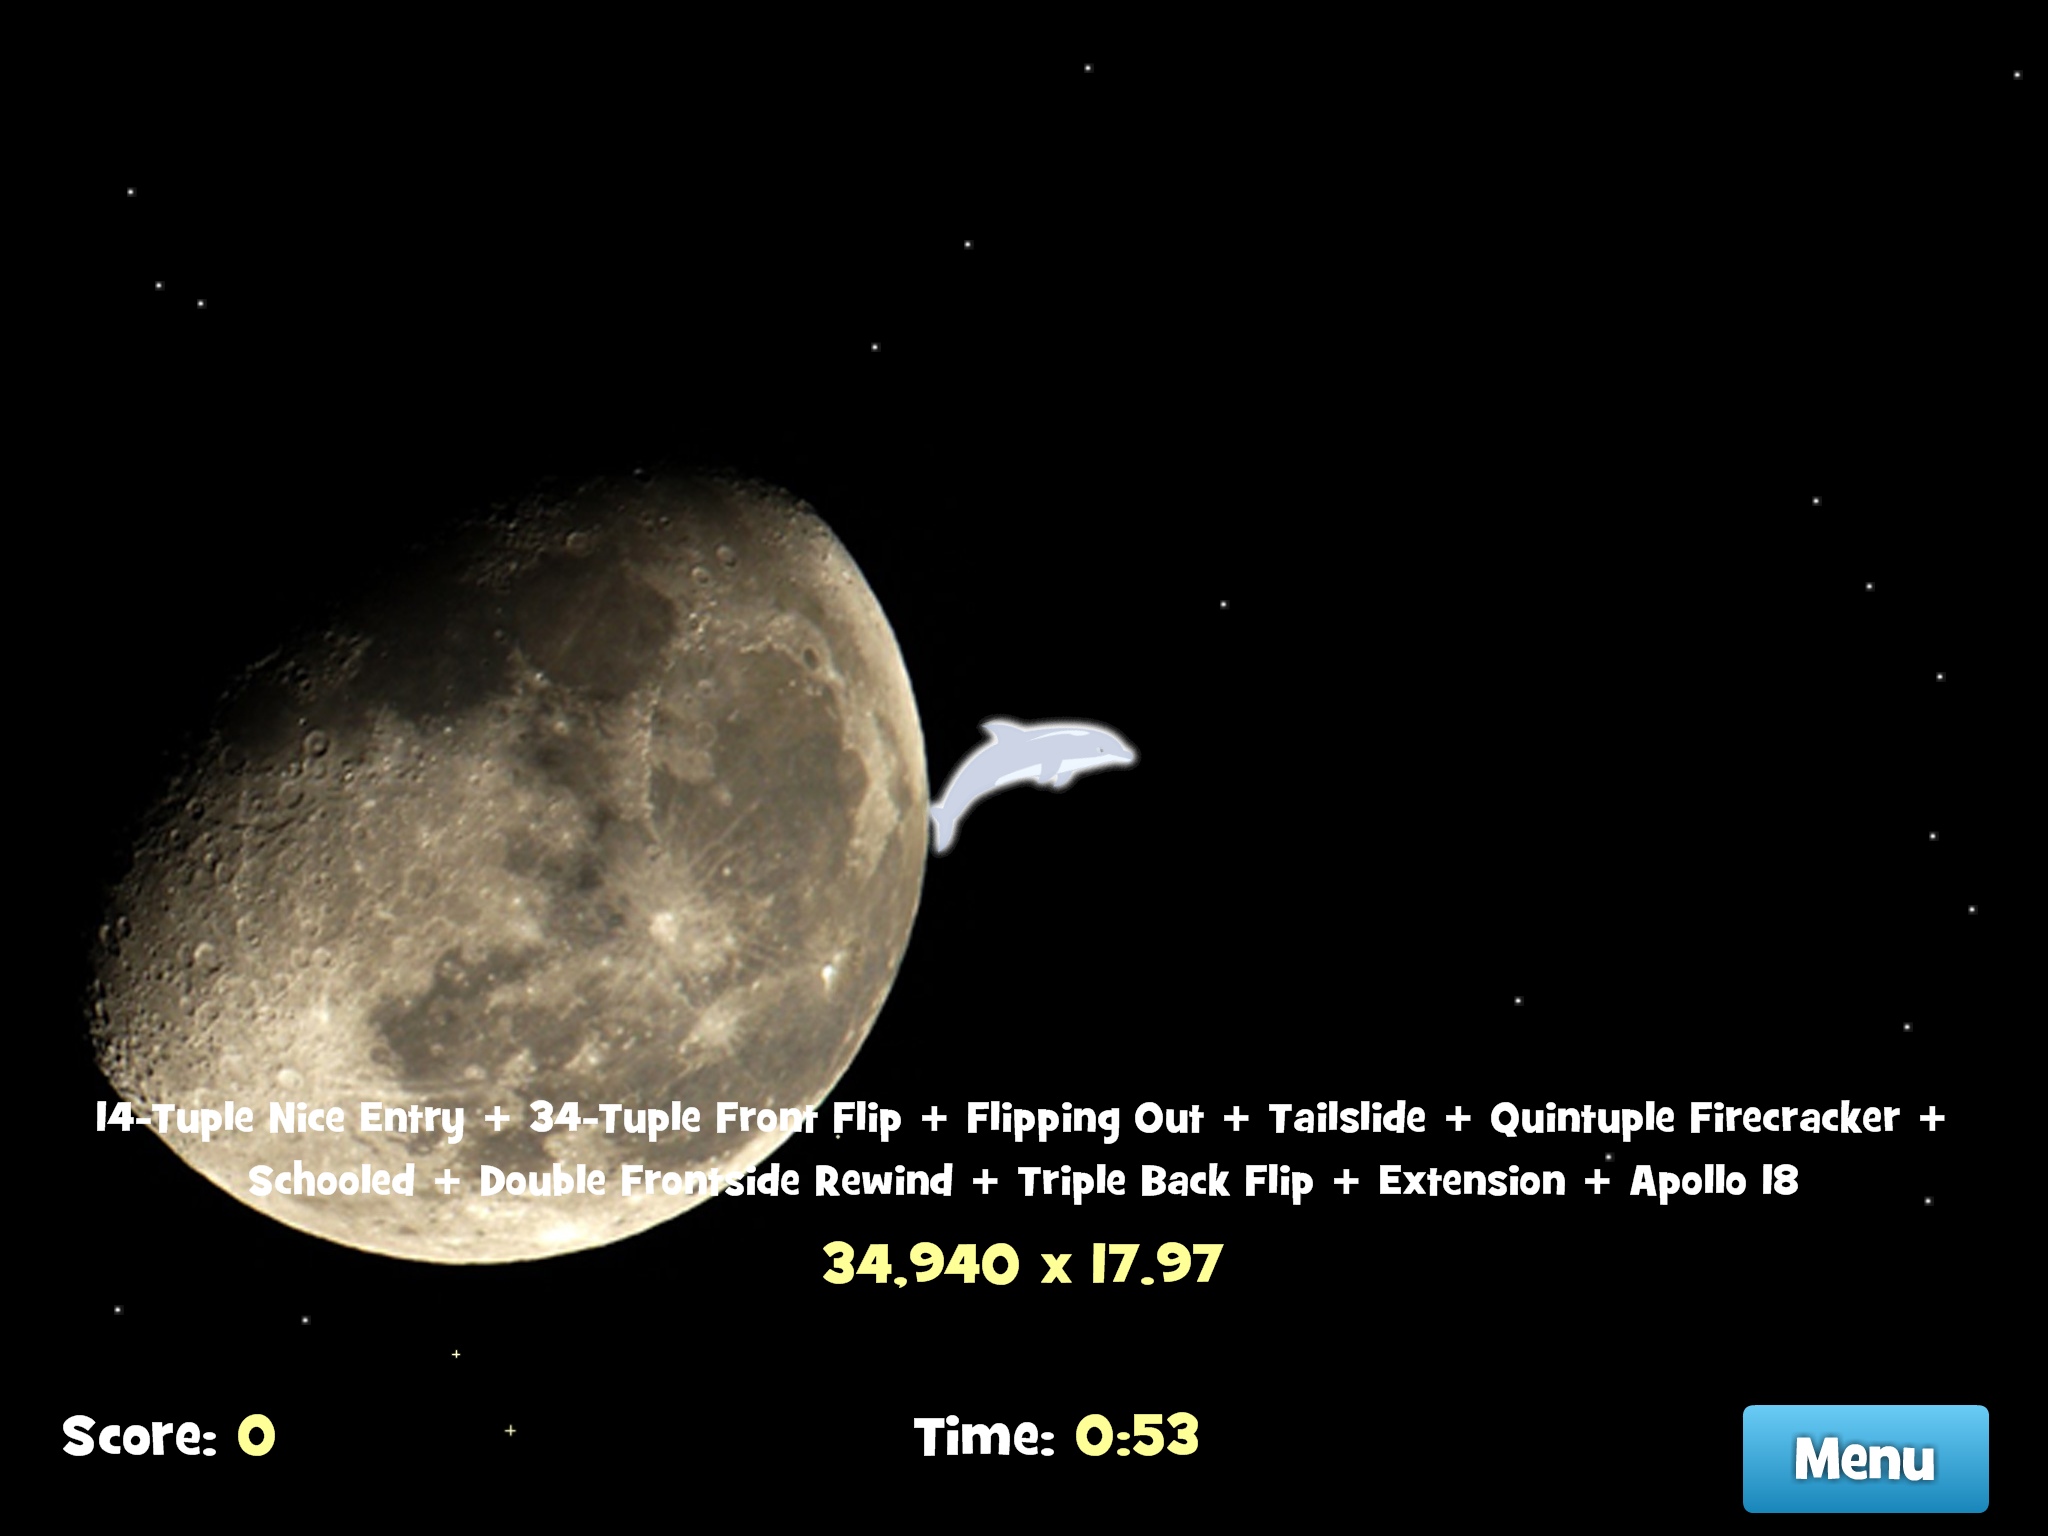 14-Tuple Nice Entry + 34-Tuple Front Flip + Flipping Out + Tailslide + Quintuple Firecracker +
Schooled + Double Frontside Rewind + Triple Back Flip + Extension + Apollo 18
34,940 x 17.97
Score: 0
Time: 0:53
Menu